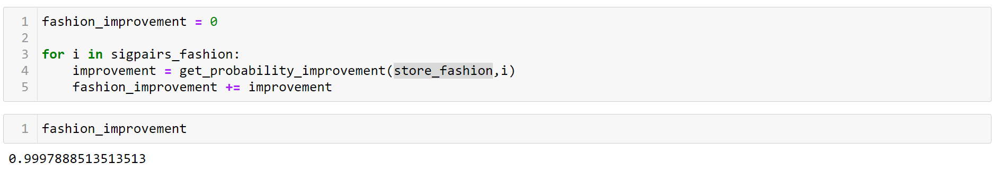 1 fashion_improvement = 0
2
3 for i in sigpairs_fashion:
4     improvement = get_probability_improvement(store_fashion,i)
5     fashion_improvement += improvement
1 fashion_improvement
0.9997888513513513